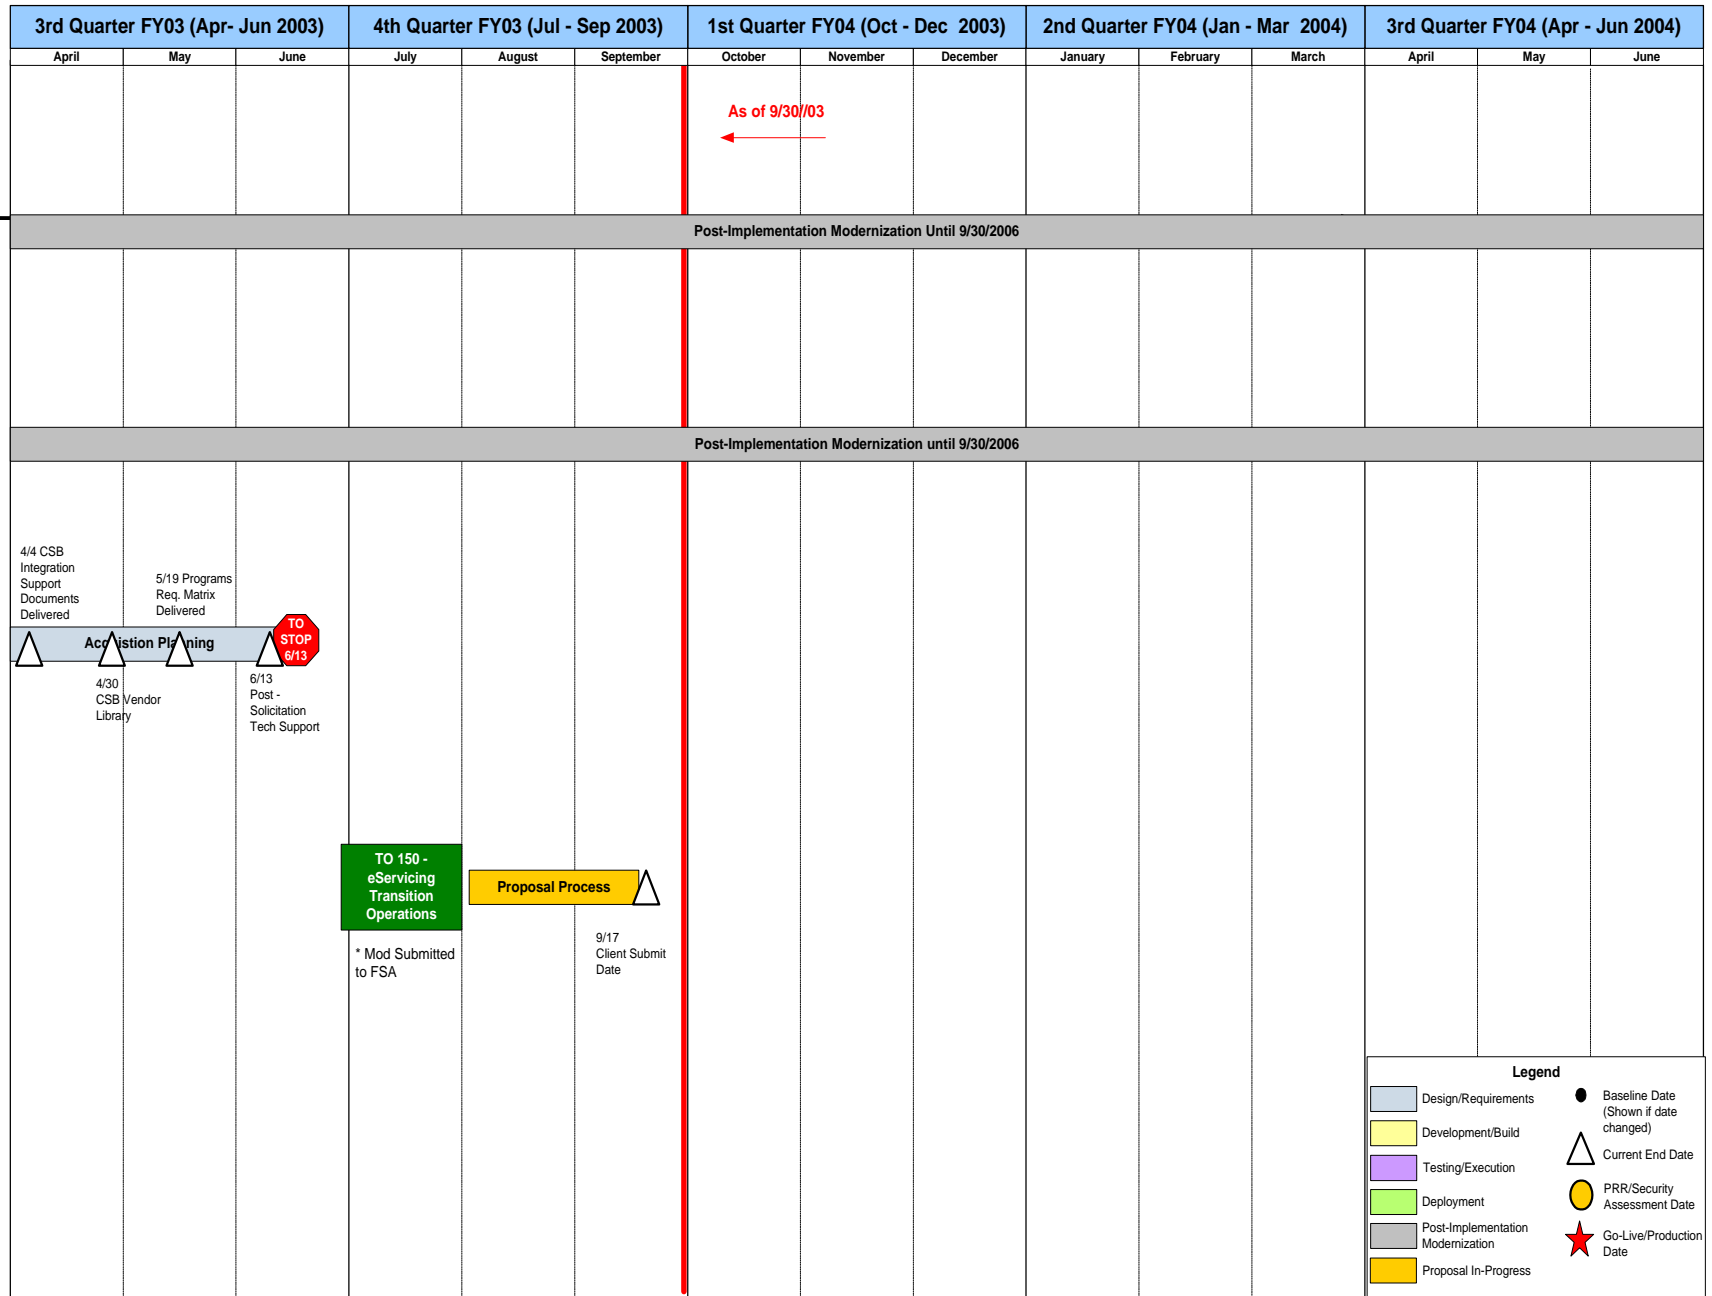 3rd Quarter FY03 (Apr- Jun 2003)
4th Quarter FY03 (Jul - Sep 2003)
1st Quarter FY04 (Oct - Dec  2003)
2nd Quarter FY04 (Jan - Mar  2004)
3rd Quarter FY04 (Apr - Jun 2004)
April
May
June
July
August
September
October
November
December
January
February
March
April
May
June
As of 9/30//03
Post-Implementation Modernization Until 9/30/2006
Post-Implementation Modernization until 9/30/2006
4/4 CSB
Integration
Support
Documents
Delivered
5/19 Programs
Req. Matrix
Delivered
Acquistion Planning
TO
STOP
6/13
4/30
CSB Vendor
Library
6/13
Post -
Solicitation
Tech Support
TO 150 -
eServicing
Transition
Operations
Proposal Process
* Mod Submitted
to FSA
9/17
Client Submit
Date
Legend
Design/Requirements
Development/Build
Testing/Execution
Deployment
Post-Implementation
Modernization
Proposal In-Progress
Baseline Date
(Shown if date
changed)
Current End Date
PRR/Security
Assessment Date
Go-Live/Production
Date